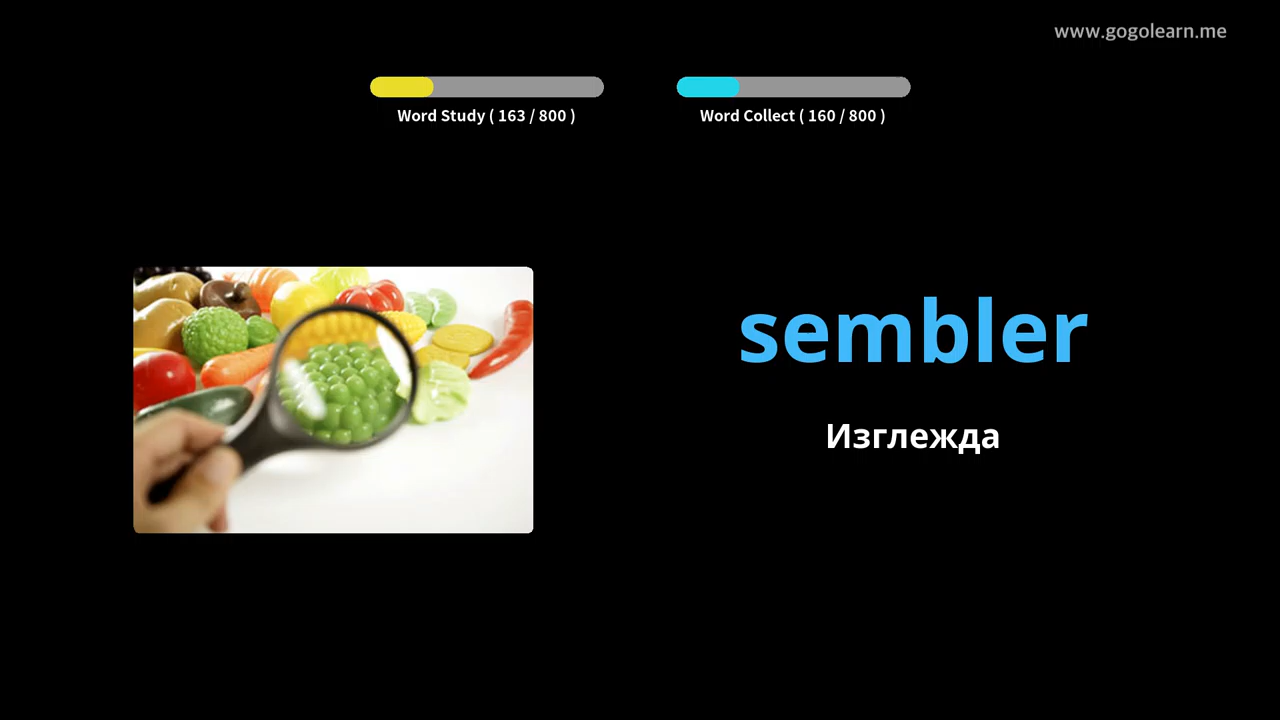 www.gogolearn.me
Word Study ( 163 / 800 )
Word Collect ( 160 / 800 )
sembler
Изглежда